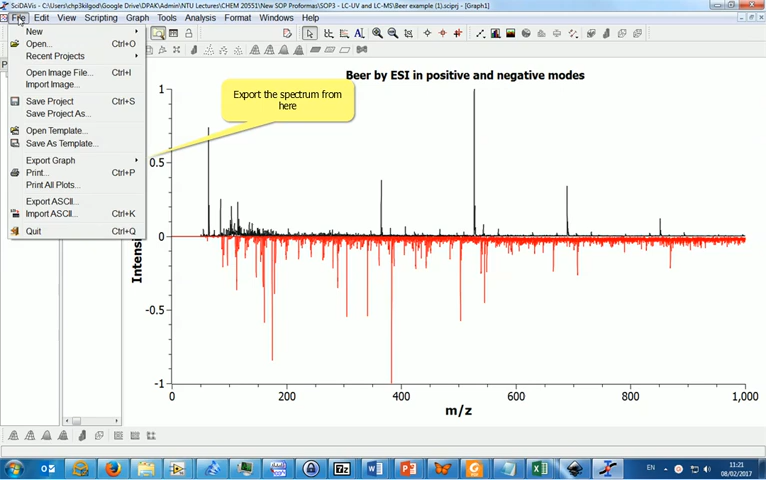 SciDAVis - C:\Users\chp3kilgod\Google Drive\DPAK\Admin\NTU Lectures\CHEM 20551\New SOP Proformas\SOP3 - LC-UV and LC-MS\Beer example (1).sciprj - [Graph1]
File Edit View Scripting Graph Tools Analysis Format Windows Help
New
Open... Ctrl+O
Recent Projects
Open Image File... Ctrl+I
Import Image...
Save Project Ctrl+S
Save Project As...
Open Template...
Save As Template...
Export Graph
Print... Ctrl+P
Print All Plots...
Export ASCII...
Import ASCII... Ctrl+K
Quit Ctrl+Q
Export the spectrum from
here
Beer by ESI in positive and negative modes
1
0.5
0
-0.5
-1
Intensi
0 200 400 600 800 1,000
m/z
EN
11:21
08/02/2017